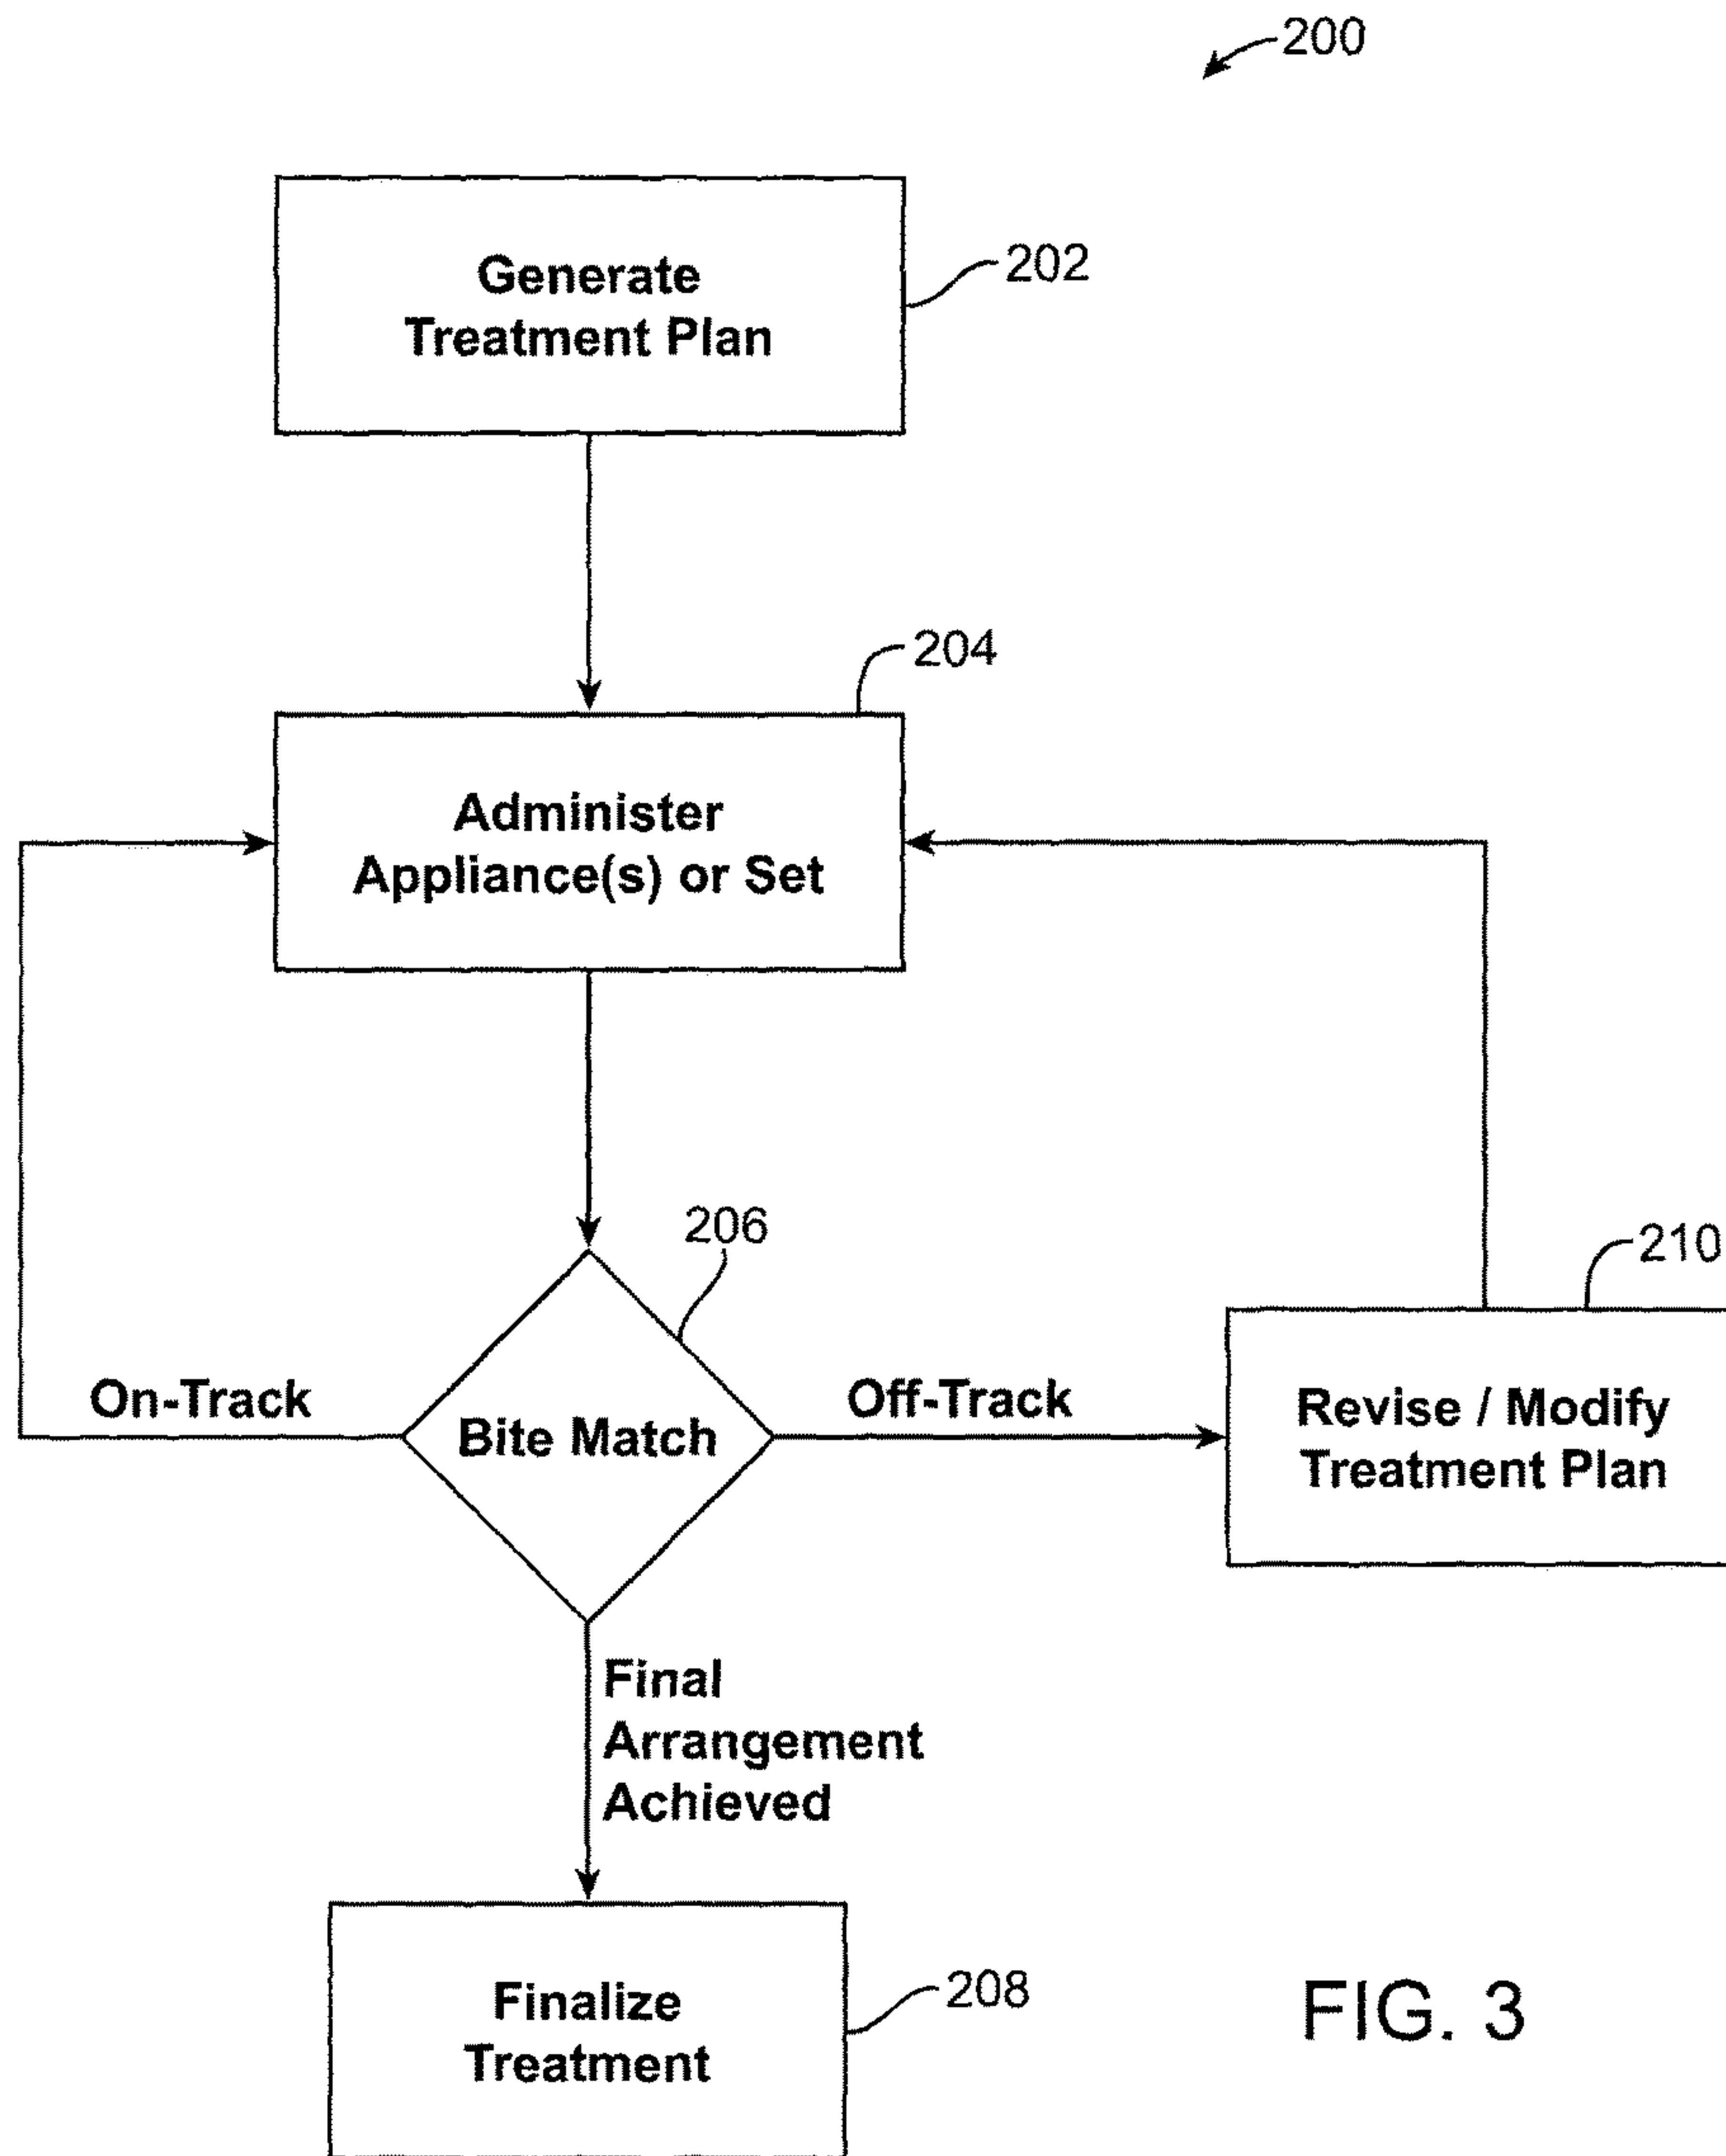 200
Generate
Treatment Plan
202
204
Administer
Appliance(s) or Set
206
210
On-Track
Bite Match
Off-Track
Revise / Modify
Treatment Plan
Final
Arrangement
Achieved
Finalize
Treatment
208
FIG. 3